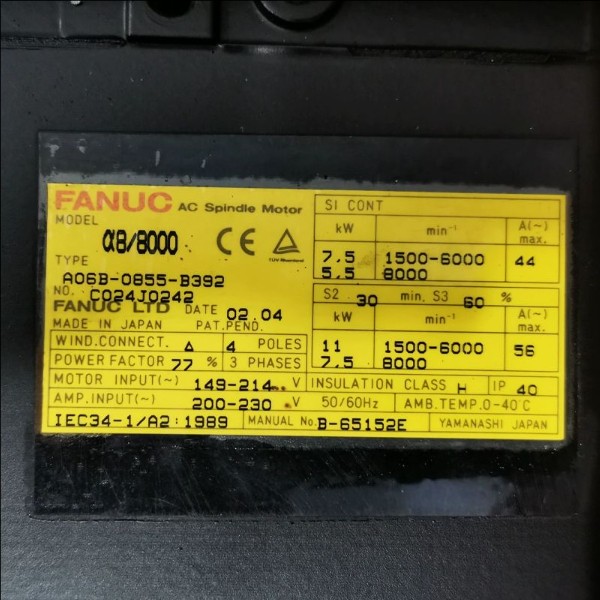 FANUC AC Spindle Motor
MODEL
α8/8000
CE
TÜV Rheinland
TYPE
A06B-0855-B392
NO. C024J0242
FANUC LTD DATE 02.04
MADE IN JAPAN PAT.PEND.
WIND.CONNECT. △ 4 POLES
POWER FACTOR 77 % 3 PHASES
SI CONT
kW min⁻¹ A(~) max.
7.5 1500-6000 44
5.5 8000
S2 30 min, S3 60 %
kW min⁻¹ A(~) max.
11 1500-6000 56
7.5 8000
MOTOR INPUT(~) 149-214 V INSULATION CLASS H IP 40
AMP.INPUT(~) 200-230 V 50/60Hz AMB.TEMP.0-40℃
IEC34-1/A2:1989 MANUAL No. B-65152E YAMANASHI JAPAN